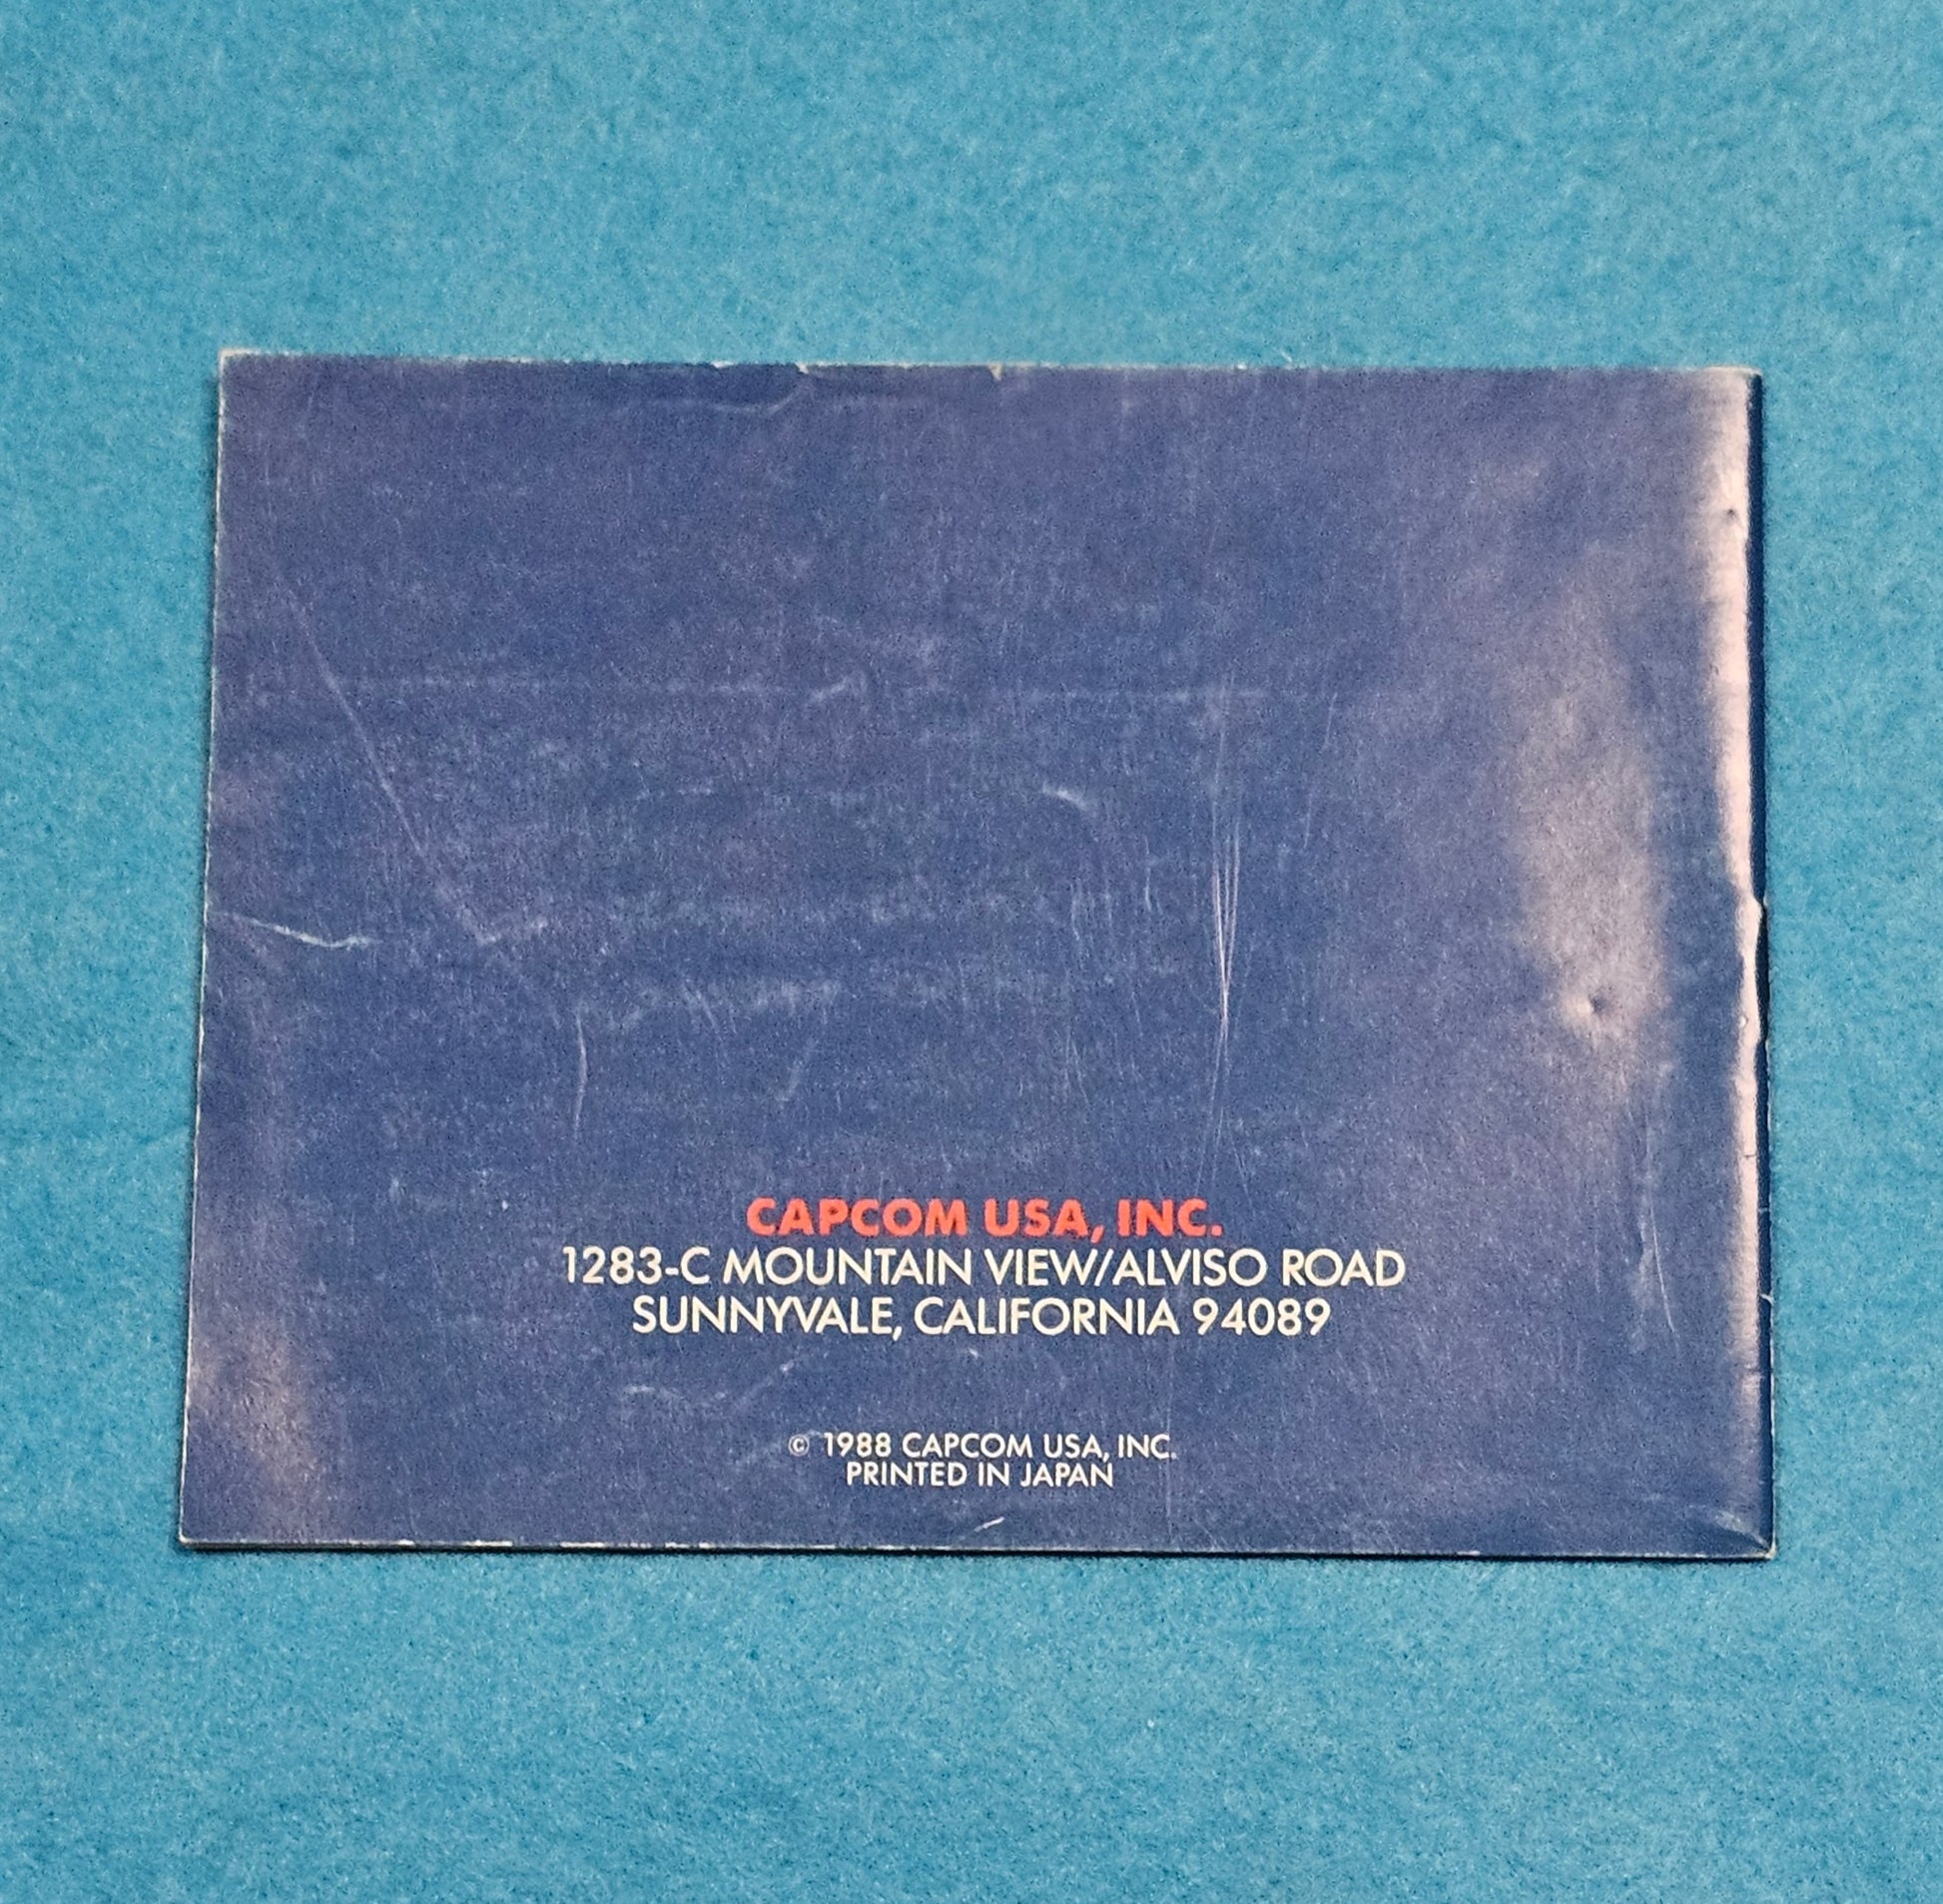 CAPCOM USA, INC.
1283-C MOUNTAIN VIEW/ALVISO ROAD
SUNNYVALE, CALIFORNIA 94089
© 1988 CAPCOM USA, INC.
PRINTED IN JAPAN